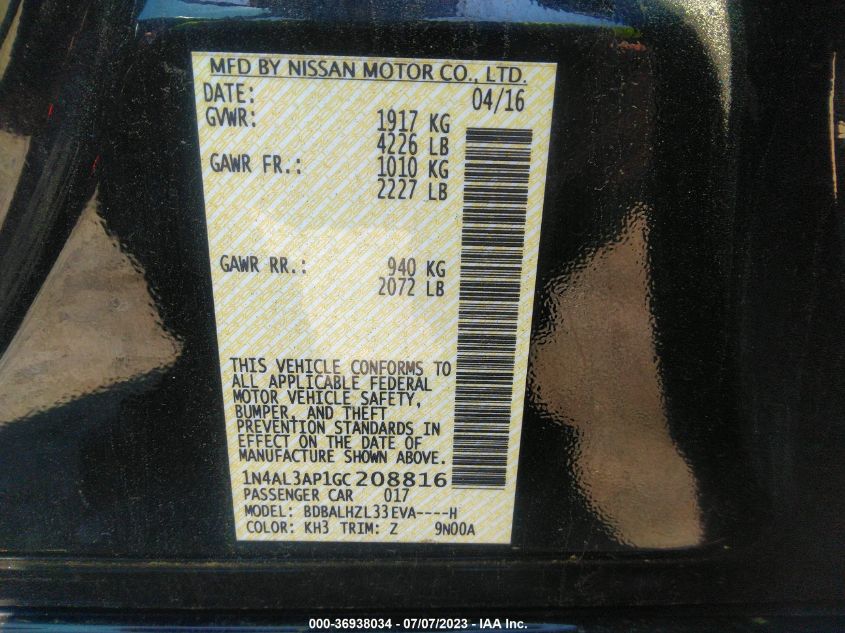 MFD BY NISSAN MOTOR CO., LTD.
DATE: 04/16
GVWR: 1917 KG
4226 LB
GAWR FR.: 1010 KG
2227 LB
GAWR RR.: 940 KG
2072 LB
THIS VEHICLE CONFORMS TO
ALL APPLICABLE FEDERAL
MOTOR VEHICLE SAFETY,
BUMPER, AND THEFT
PREVENTION STANDARDS IN
EFFECT ON THE DATE OF
MANUFACTURE SHOWN ABOVE.
1N4AL3AP1GC208816
PASSENGER CAR 017
MODEL: BDBALHZL33EVA----H
COLOR: KH3 TRIM: Z 9N00A
000-36938034 - 07/07/2023 - IAA Inc.